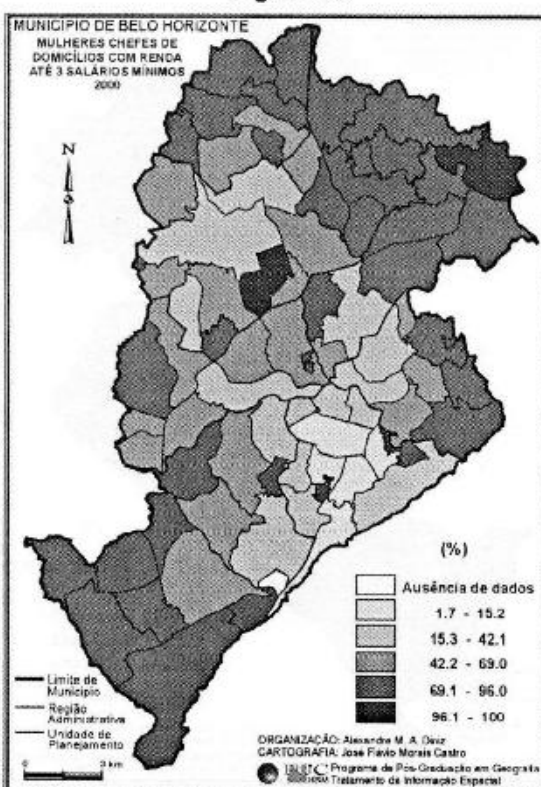 MUNICÍPIO DE BELO HORIZONTE
MULHERES CHEFES DE
DOMICÍLIOS COM RENDA
ATÉ 3 SALÁRIOS MÍNIMOS
2000
N
(%)
Ausência de dados
1.7 - 15.2
15.3 - 42.1
42.2 - 69.0
69.1 - 96.0
96.1 - 100
Limite de
Município
Região
Administrativa
Unidade de
Planejamento
0 3 km
ORGANIZAÇÃO: Alexandre M. A. Diniz
CARTOGRAFIA: José Flávio Morais Castro
Programa de Pós-Graduação em Geografia
Tratamento da Informação Espacial